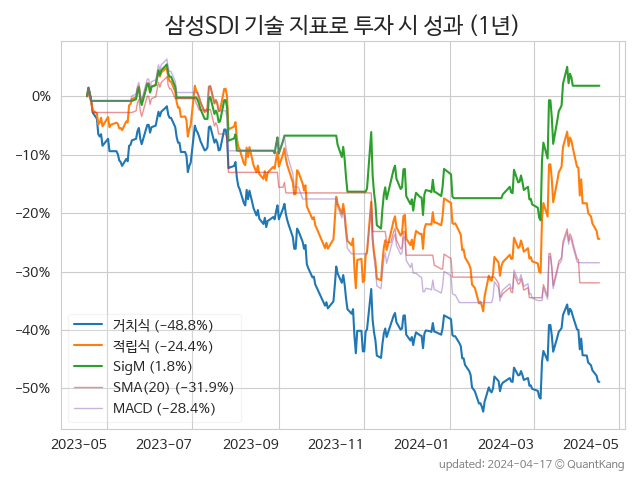 삼성SDI 기술 지표로 투자 시 성과 (1년)
0%
−10%
−20%
−30%
−40%
−50%
거치식 (−48.8%)
적립식 (−24.4%)
SigM (1.8%)
SMA(20) (−31.9%)
MACD (−28.4%)
2023-05 2023-07 2023-09 2023-11 2024-01 2024-03 2024-05
updated: 2024-04-17 © QuantKang